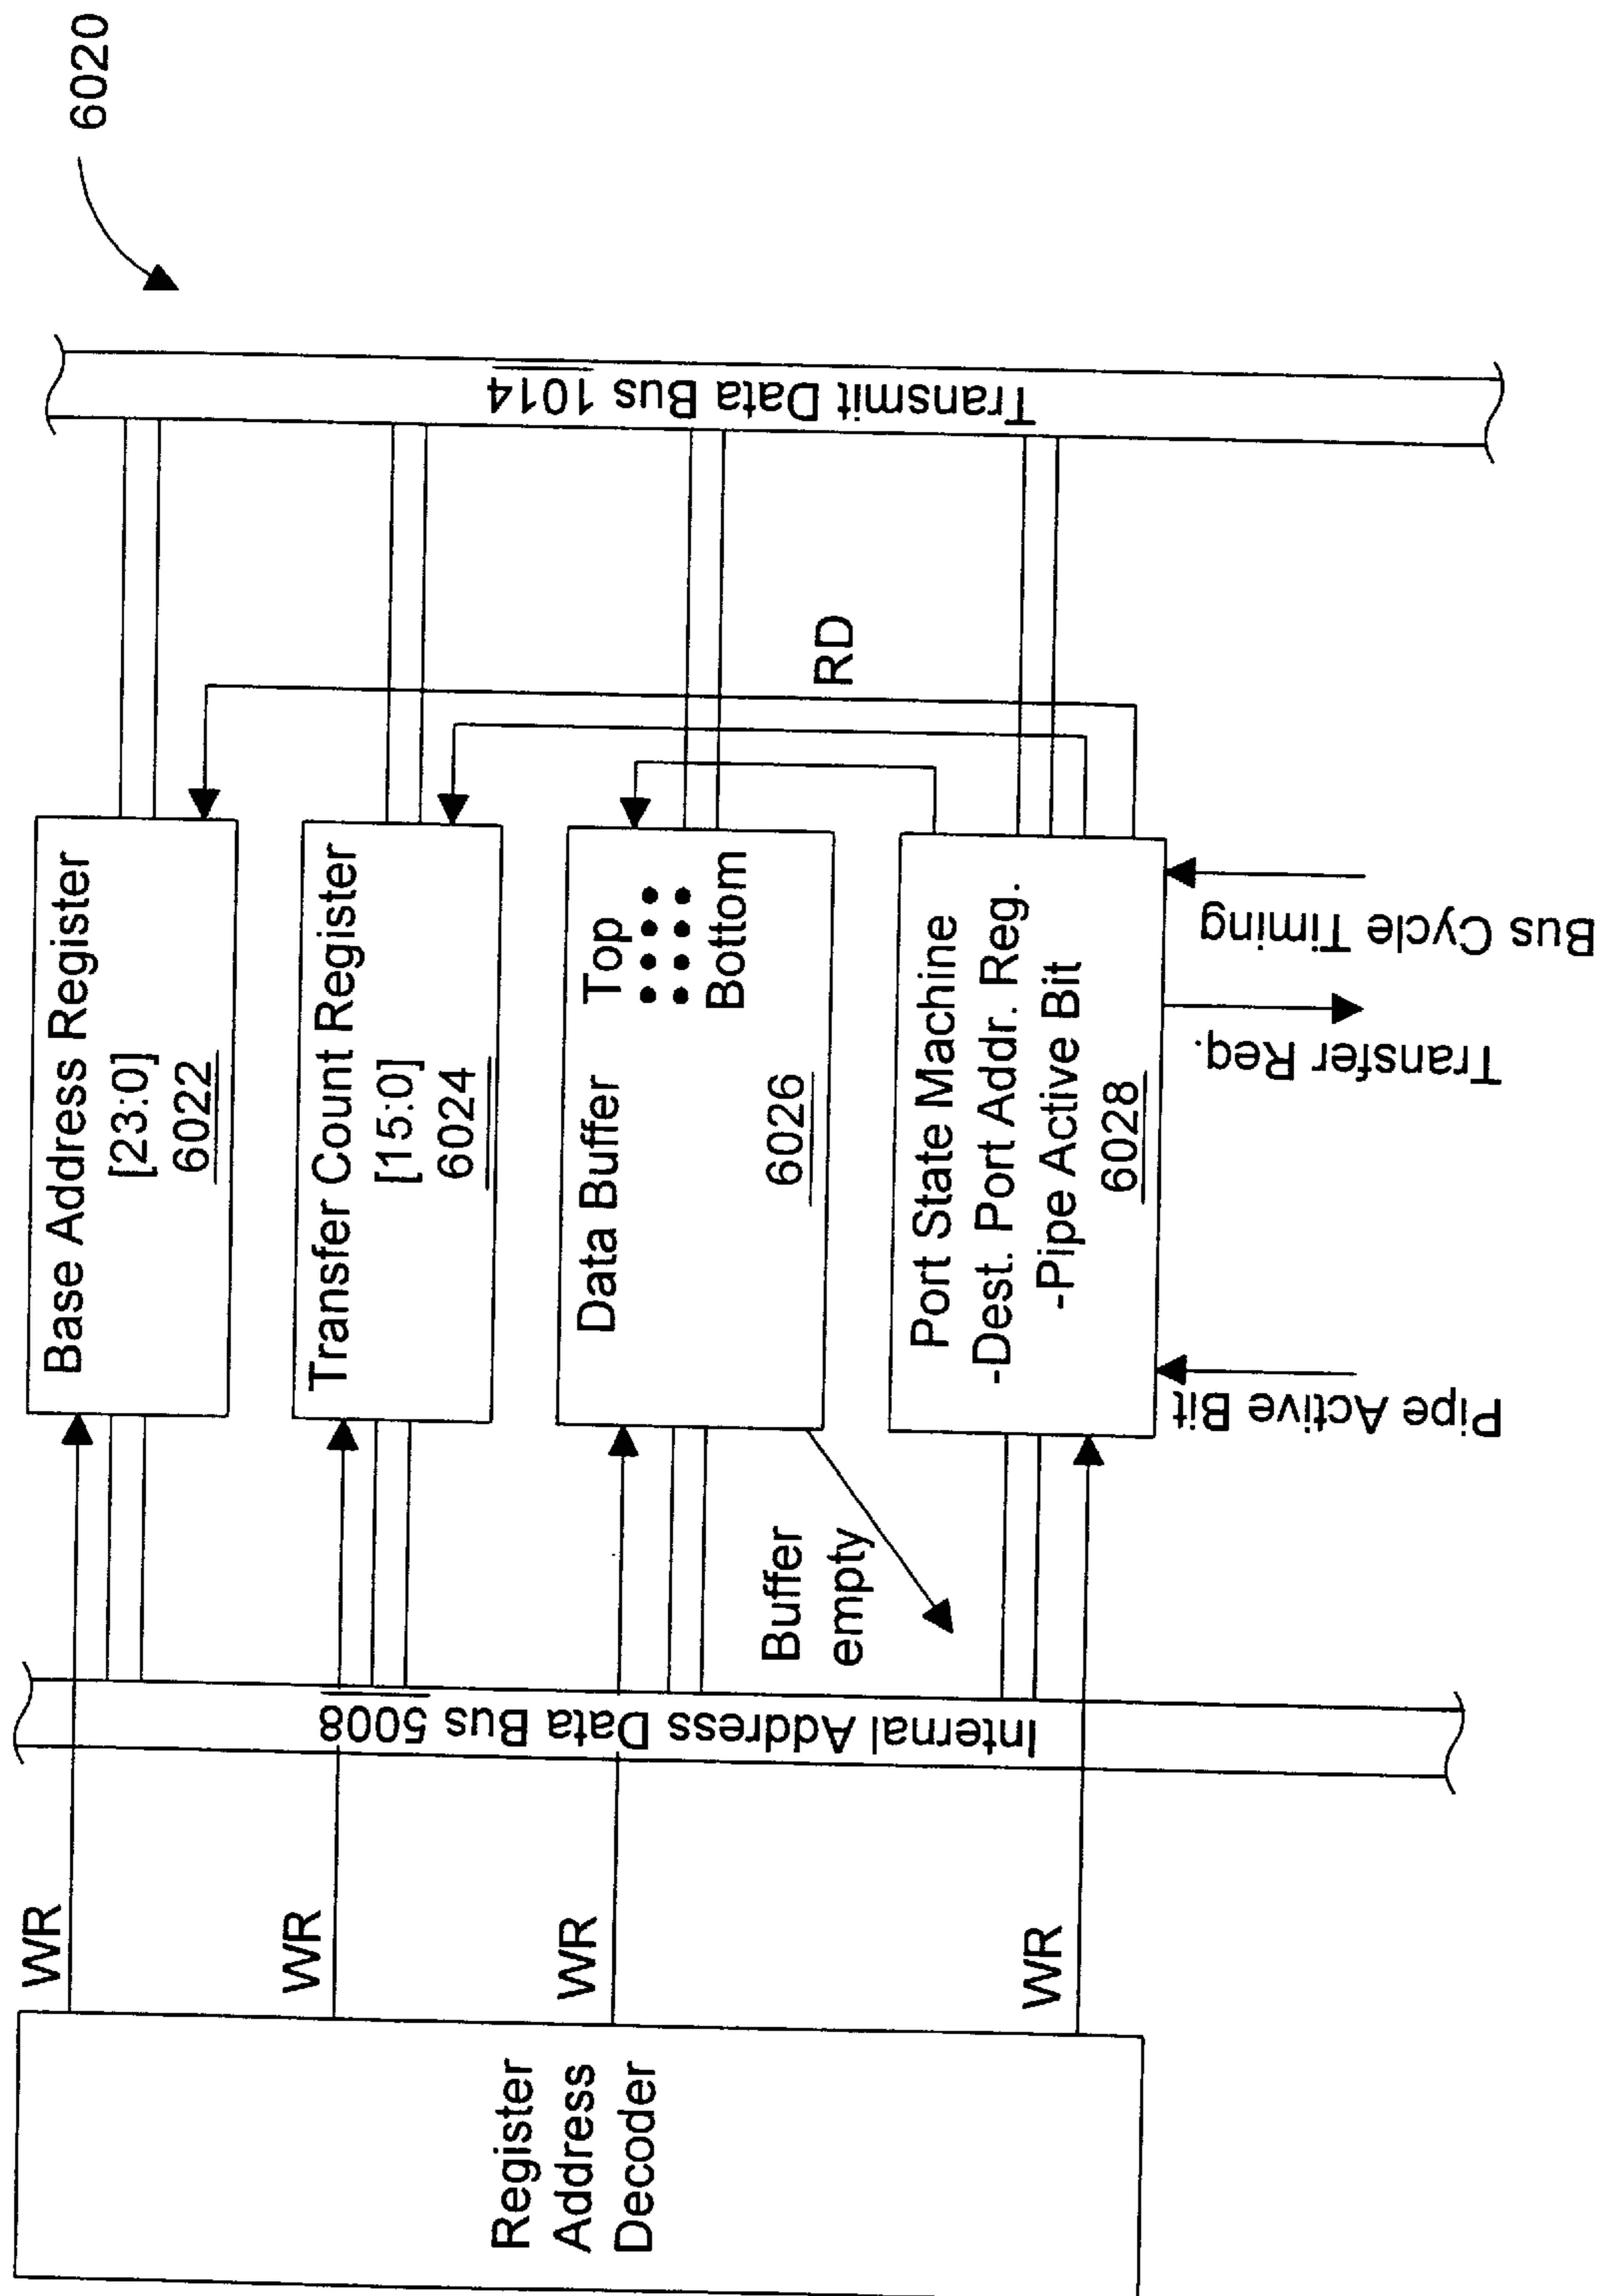 6020
WR
Base Address Register
[23:0]
6022
WR
Transfer Count Register
[15:0]
6024
WR
Data Buffer
Top
Bottom
6026
RD
Register
Address
Decoder
Internal Address Data Bus 5008
Transmit Data Bus 1014
Buffer
empty
WR
Port State Machine
-Dest. Port Addr. Reg.
-Pipe Active Bit
6028
Pipe Active Bit
Transfer Req.
Bus Cycle Timing